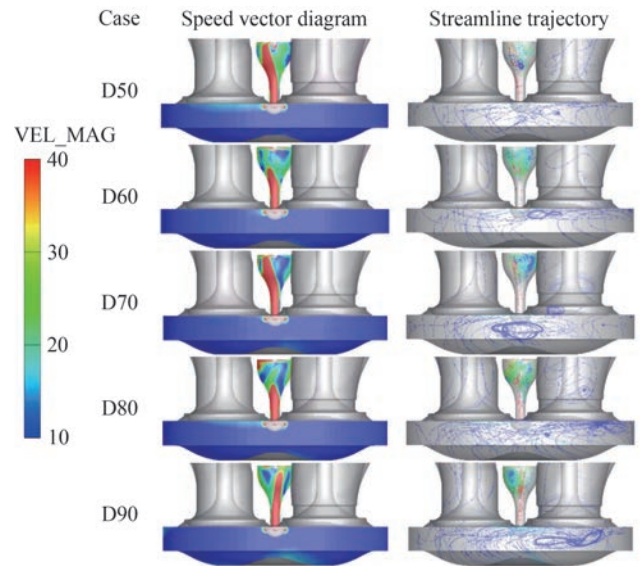 Case Speed vector diagram Streamline trajectory
D50
VEL_MAG
40
D60
30
D70
20
D80
10
D90